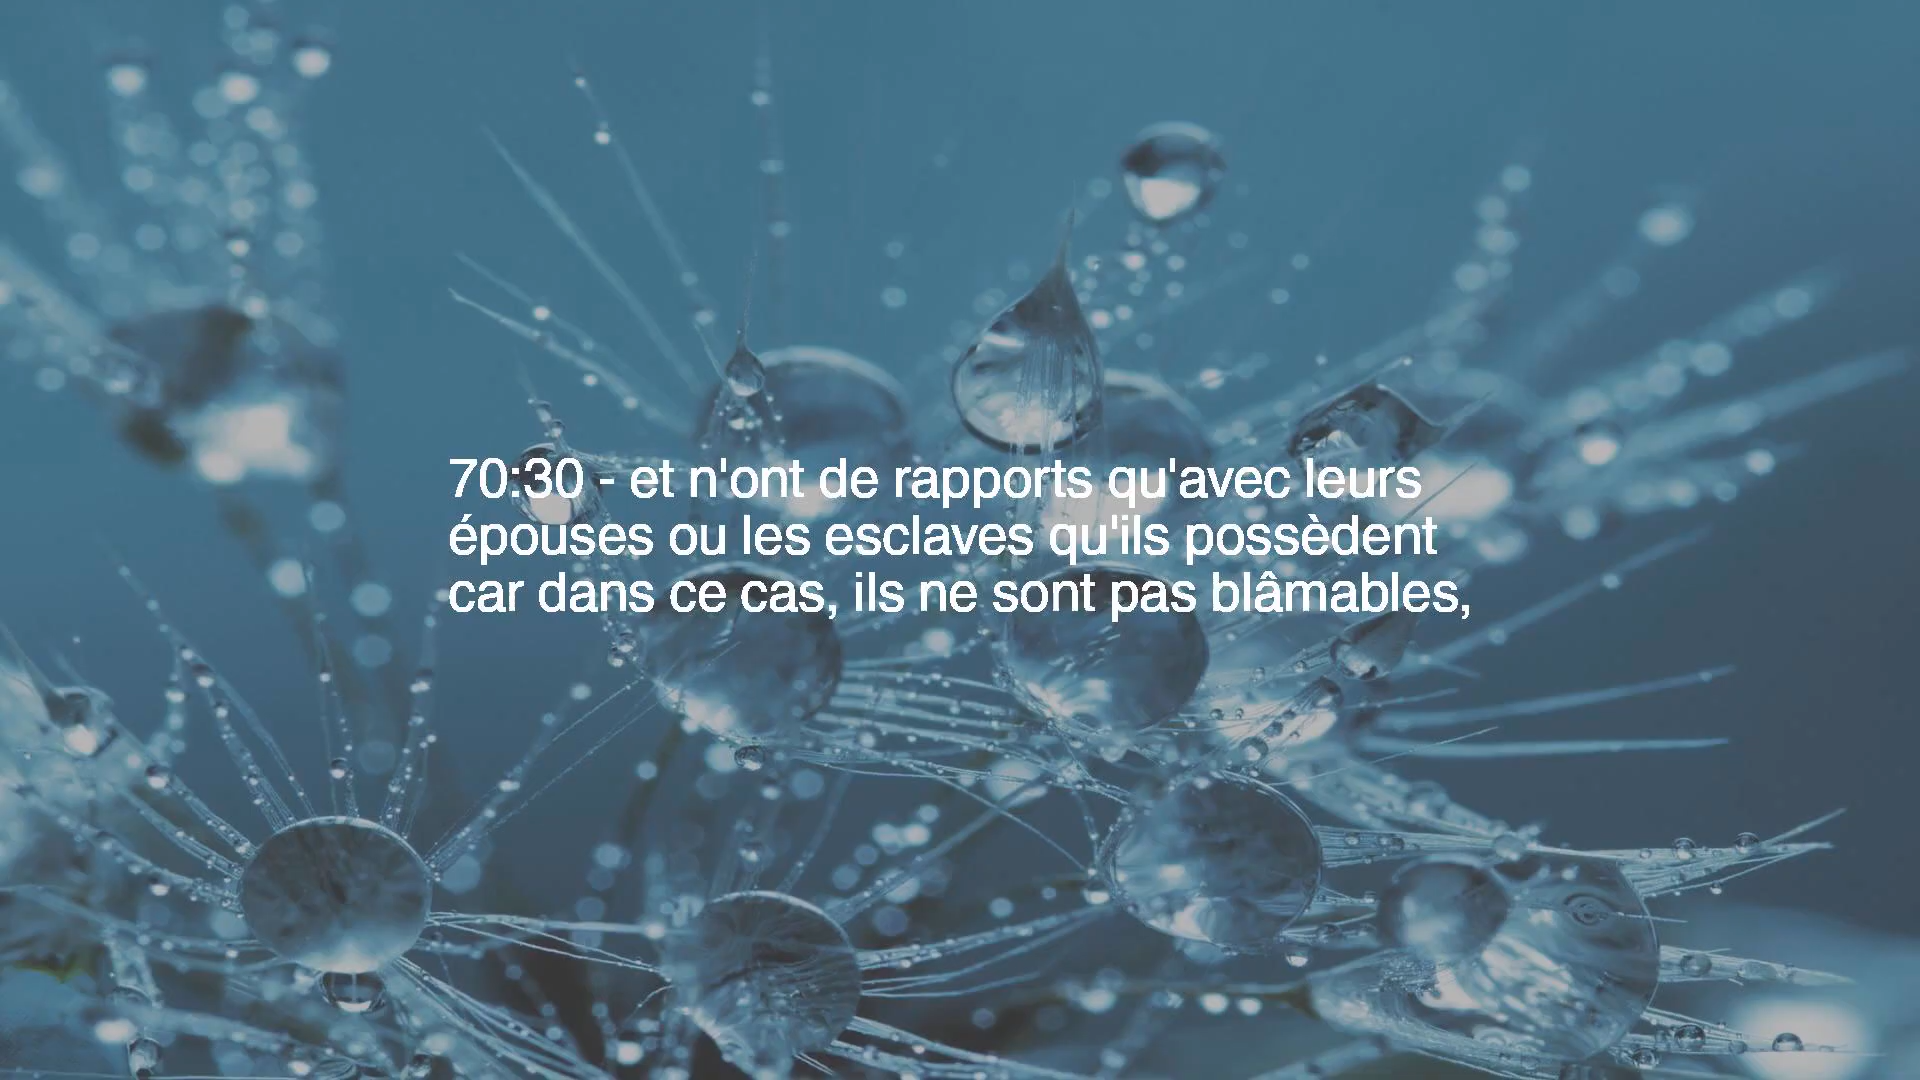 70:30 - et n'ont de rapports qu'avec leurs
épouses ou les esclaves qu'ils possèdent
car dans ce cas, ils ne sont pas blâmables,